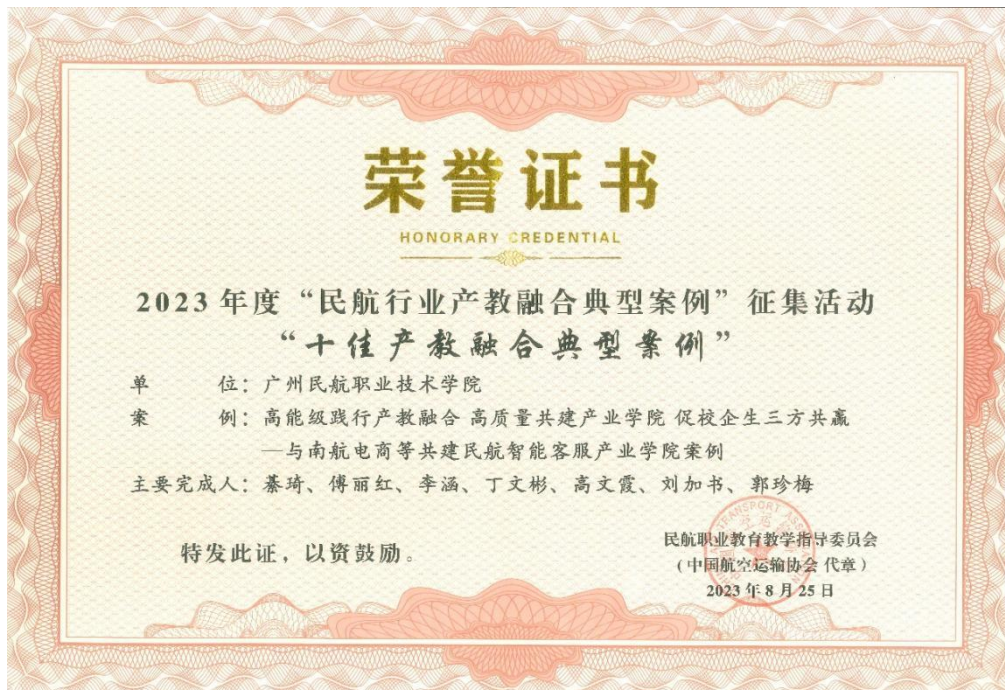 荣誉证书
HONORARY CREDENTIAL
2023年度“民航行业产教融合典型案例”征集活动
“十佳产教融合典型案例”
单位：广州民航职业技术学院
案例：高能级践行产教融合 高质量共建产业学院 促校企生三方共赢
—与南航电商等共建民航智能客服产业学院案例
主要完成人：綦琦、傅丽红、李涵、丁文彬、高文霞、刘加书、郭珍梅
特发此证，以资鼓励。
民航职业教育教学指导委员会
（中国航空运输协会 代章）
2023年8月25日